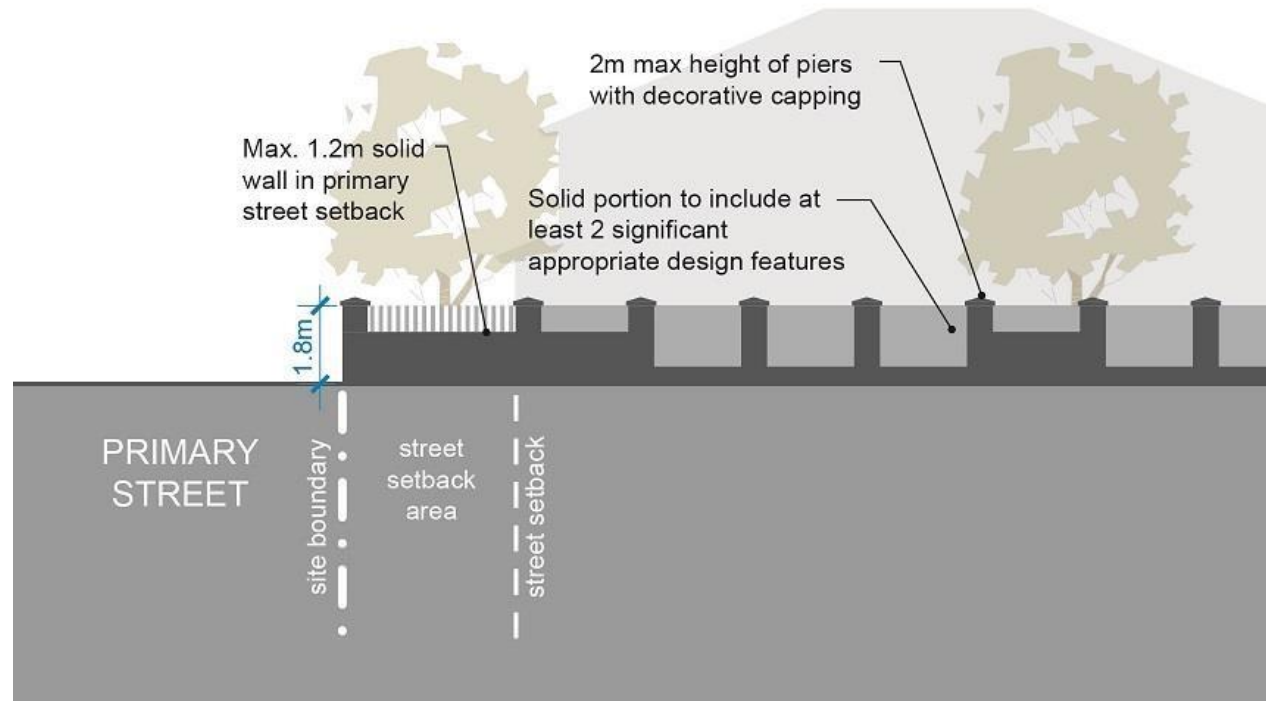 2m max height of piers
with decorative capping
Max. 1.2m solid
wall in primary
street setback
Solid portion to include at
least 2 significant
appropriate design features
1.8m
PRIMARY
STREET
site boundary
street
setback
area
street setback